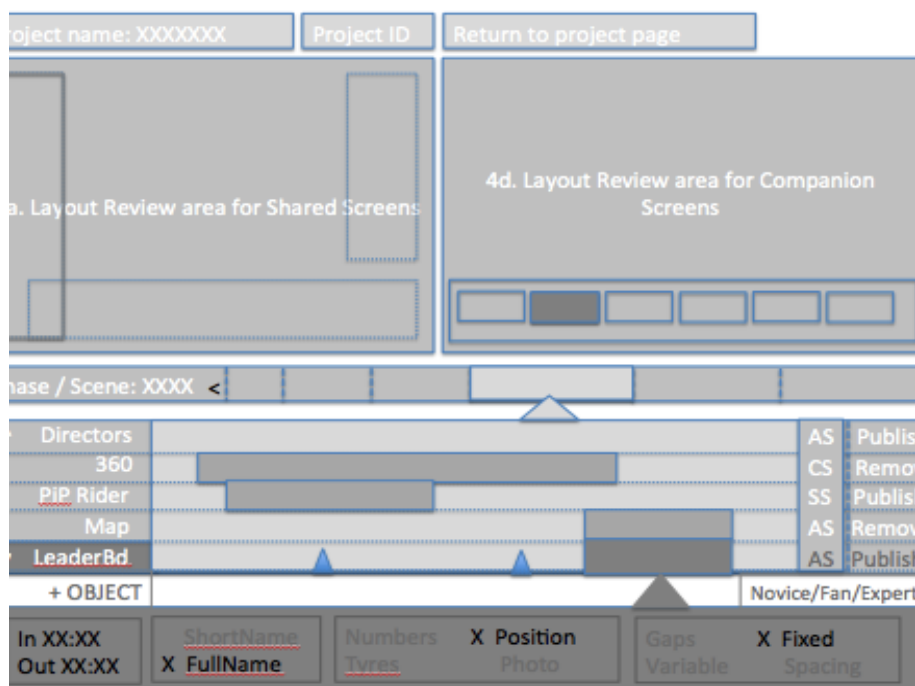 roject name: XXXXXXX
Project ID
Return to project page
a. Layout Review area for Shared Screens
4d. Layout Review area for Companion
Screens
hase / Scene: XXXX <
Directors
AS Publis
360
CS Remov
PiP Rider
SS Publis
Map
AS Remov
LeaderBd
AS Publish
+ OBJECT
Novice/Fan/Expert
In XX:XX
Out XX:XX
ShortName
X FullName
Numbers X Position
Tyres Photo
Gaps X Fixed
Variable Spacing